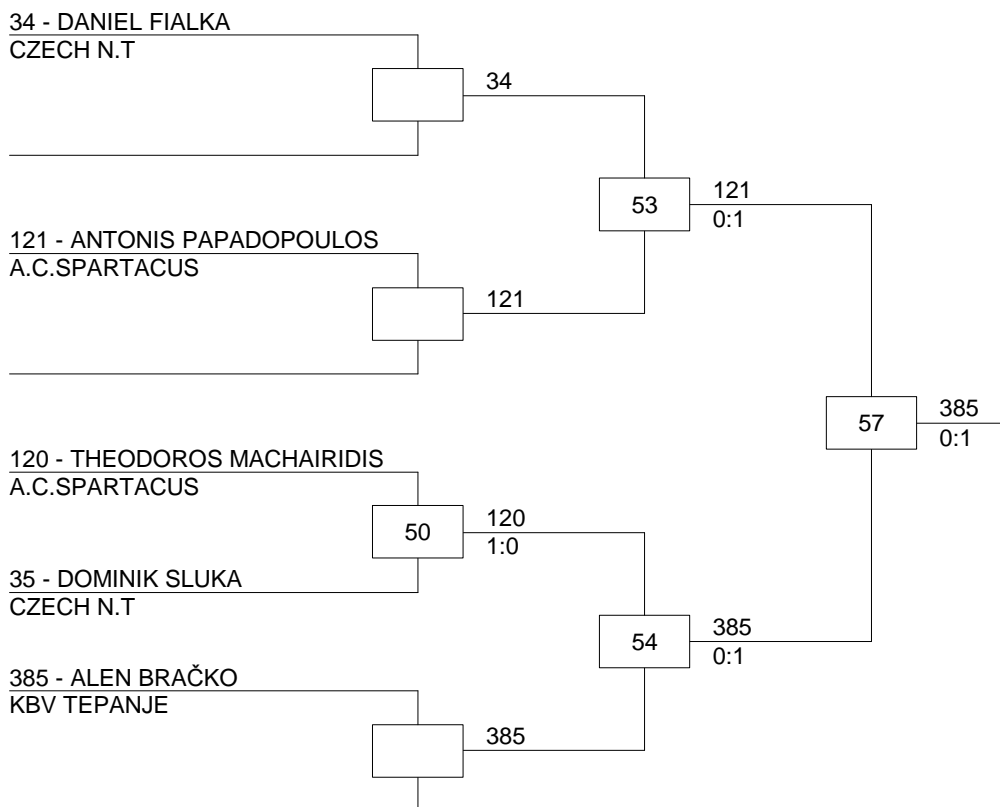 34 - DANIEL FIALKA
CZECH N.T
34
121 - ANTONIS PAPADOPOULOS
A.C.SPARTACUS
121
53
121
0:1
120 - THEODOROS MACHAIRIDIS
A.C.SPARTACUS
50
120
1:0
35 - DOMINIK SLUKA
CZECH N.T
385 - ALEN BRAČKO
KBV TEPANJE
385
54
385
0:1
57
385
0:1